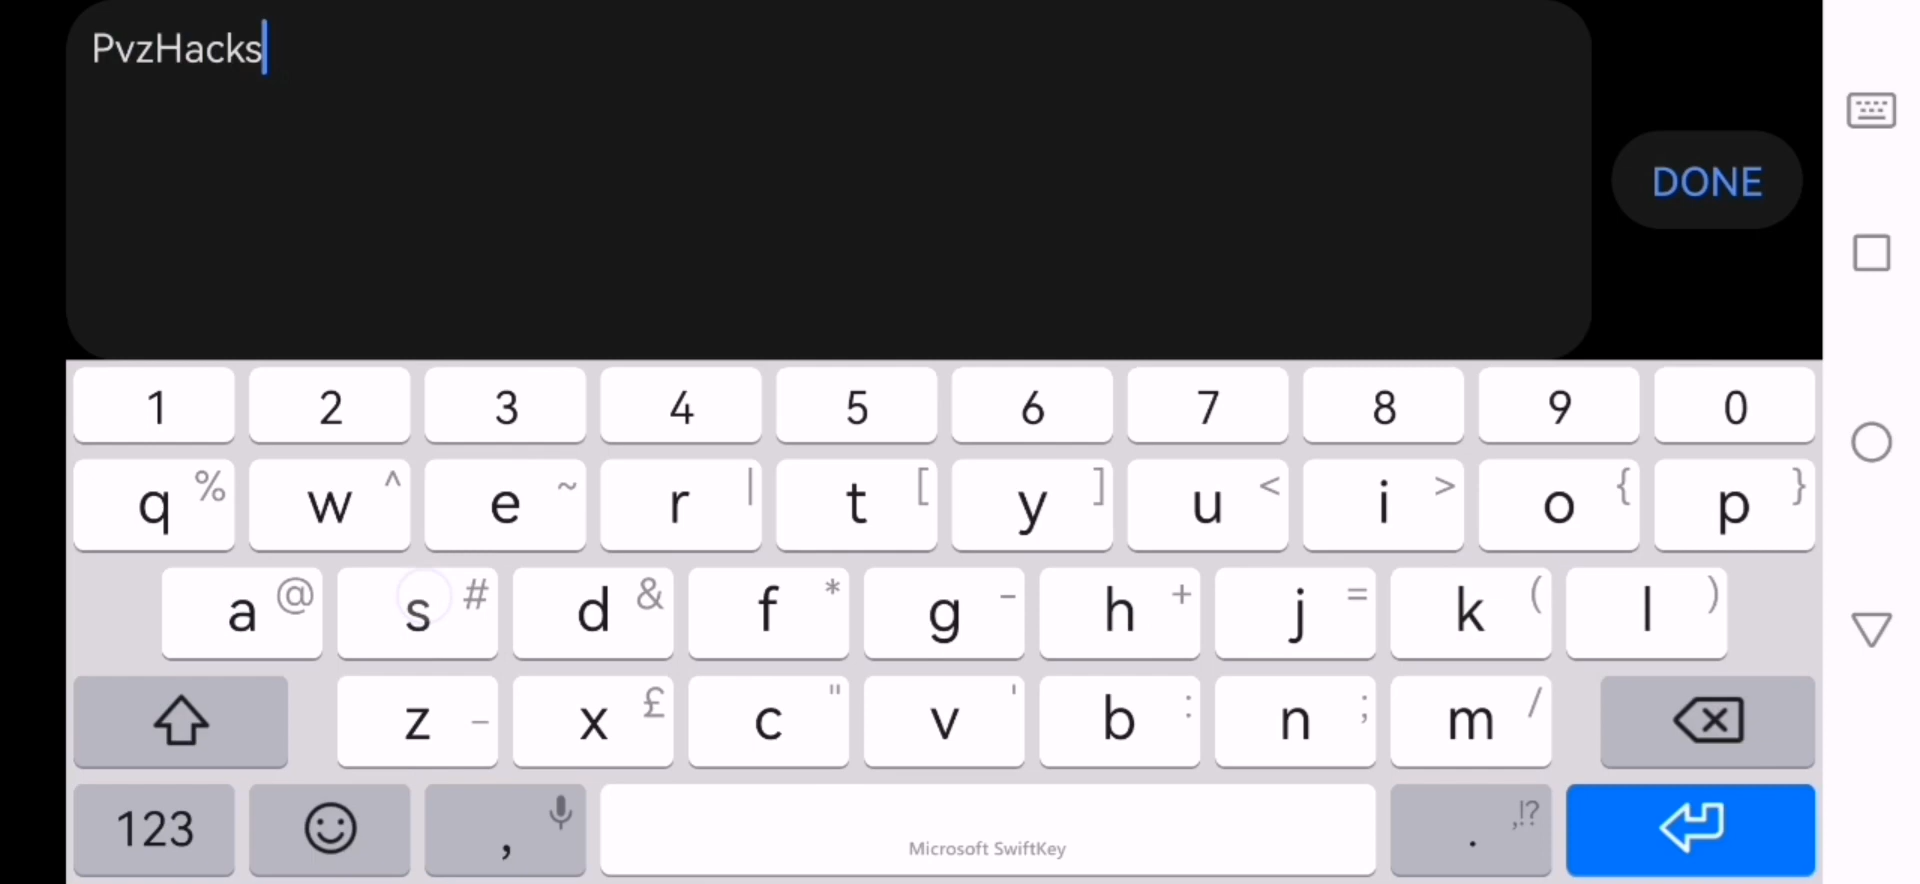 PvzHacks
DONE
1 2 3 4 5 6 7 8 9 0
q % w ^ e ~ r | t [ y ] u < i > o { p }
a @ s # d & f * g - h + j = k ( l )
z _ x £ c " v ' b : n ; m /
123 , Microsoft SwiftKey . ,!?